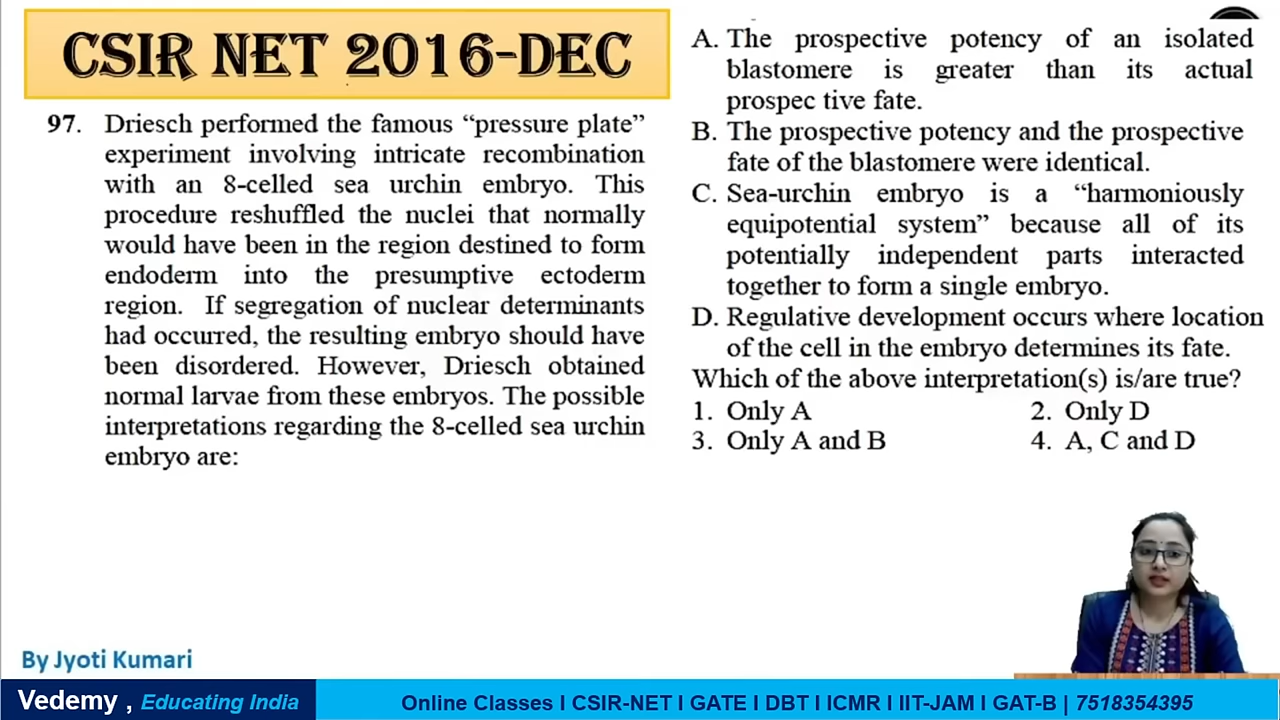 CSIR NET 2016-DEC
97. Driesch performed the famous “pressure plate”
experiment involving intricate recombination
with an 8-celled sea urchin embryo. This
procedure reshuffled the nuclei that normally
would have been in the region destined to form
endoderm into the presumptive ectoderm
region. If segregation of nuclear determinants
had occurred, the resulting embryo should have
been disordered. However, Driesch obtained
normal larvae from these embryos. The possible
interpretations regarding the 8-celled sea urchin
embryo are:
A. The prospective potency of an isolated
blastomere is greater than its actual
prospec tive fate.
B. The prospective potency and the prospective
fate of the blastomere were identical.
C. Sea-urchin embryo is a “harmoniously
equipotential system” because all of its
potentially independent parts interacted
together to form a single embryo.
D. Regulative development occurs where location
of the cell in the embryo determines its fate.
Which of the above interpretation(s) is/are true?
1. Only A 2. Only D
3. Only A and B 4. A, C and D
By Jyoti Kumari
Vedemy , Educating India
Online Classes I CSIR-NET I GATE I DBT I ICMR I IIT-JAM I GAT-B | 7518354395